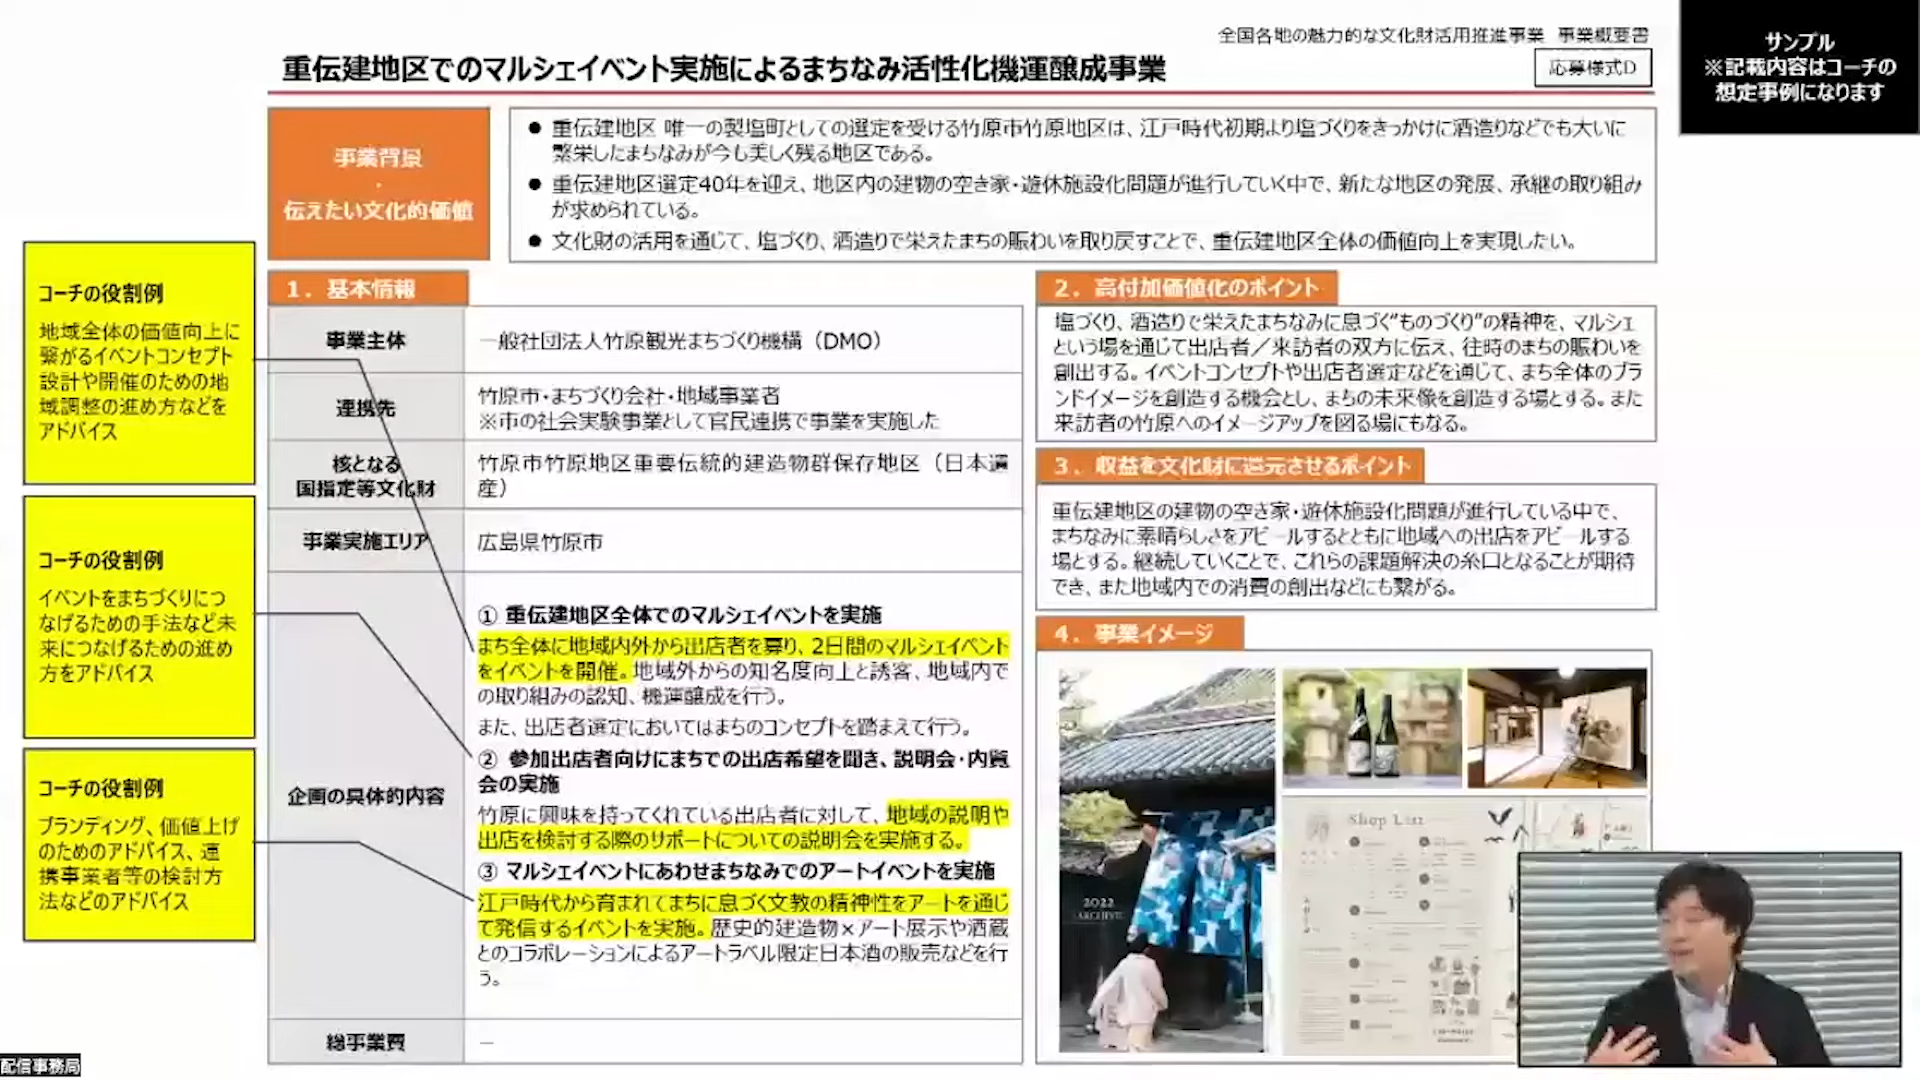 全国各地の魅力的な文化財活用推進事業 事業概要書
重伝建地区でのマルシェイベント実施によるまちなみ活性化機運醸成事業
応募様式D
サンプル
※記載内容はコーチの
想定事例になります
事業背景
・
伝えたい文化的価値
● 重伝建地区 唯一の製塩町としての選定を受ける竹原市竹原地区は、江戸時代初期より塩づくりをきっかけに酒造りなどでも大いに
繁栄したまちなみが今も美しく残る地区である。
● 重伝建地区選定40年を迎え、地区内の建物の空き家・遊休施設化問題が進行していく中で、新たな地区の発展、承継の取り組み
が求められている。
● 文化財の活用を通じて、塩づくり、酒造りで栄えたまちの賑わいを取り戻すことで、重伝建地区全体の価値向上を実現したい。
コーチの役割例
地域全体の価値向上に
繋がるイベントコンセプト
設計や開催のための地
域調整の進め方などを
アドバイス
コーチの役割例
イベントをまちづくりにつ
なげるための手法など未
来につなげるための進め
方をアドバイス
コーチの役割例
ブランディング、価値上げ
のためのアドバイス、連
携事業者等の検討方
法などのアドバイス
1．基本情報
事業主体
一般社団法人竹原観光まちづくり機構（DMO）
連携先
竹原市・まちづくり会社・地域事業者
※市の社会実験事業として官民連携で事業を実施した
核となる
国指定等文化財
竹原市竹原地区重要伝統的建造物群保存地区（日本遺
産）
事業実施エリア
広島県竹原市
企画の具体的内容
① 重伝建地区全体でのマルシェイベントを実施
まち全体に地域内外から出店者を募り、2日間のマルシェイベント
をイベントを開催。地域外からの知名度向上と誘客、地域内で
の取り組みの認知、機運醸成を行う。
また、出店者選定においてはまちのコンセプトを踏まえて行う。
② 参加出店者向けにまちでの出店希望を聞き、説明会・内覧
会の実施
竹原に興味を持ってくれている出店者に対して、地域の説明や
出店を検討する際のサポートについての説明会を実施する。
③ マルシェイベントにあわせまちなみでのアートイベントを実施
江戸時代から育まれてまちに息づく文教の精神性をアートを通じ
て発信するイベントを実施。歴史的建造物×アート展示や酒蔵
とのコラボレーションによるアートラベル限定日本酒の販売などを行
う。
総事業費
―
2．高付加価値化のポイント
塩づくり、酒造りで栄えたまちなみに息づく“ものづくり”の精神を、マルシェ
という場を通じて出店者／来訪者の双方に伝え、往時のまちの賑わいを
創出する。イベントコンセプトや出店者選定などを通じて、まち全体のブラ
ンドイメージを創造する機会とし、まちの未来像を創造する場とする。また
来訪者の竹原へのイメージアップを図る場にもなる。
3．収益を文化財に還元させるポイント
重伝建地区の建物の空き家・遊休施設化問題が進行している中で、
まちなみに素晴らしさをアピールするとともに地域への出店をアピールする
場とする。継続していくことで、これらの課題解決の糸口となることが期待
でき、また地域内での消費の創出などにも繋がる。
4．事業イメージ
2022
ARCHIVE
Shop List
配信事務局